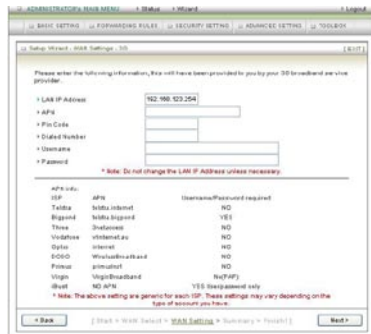 ADMINISTRATOR's MAIN MENU Status Wizard Logout
BASIC SETTING FORWARDING RULES SECURITY SETTING ADVANCED SETTING TOOLBOX
Setup Wizard - WAN Settings - 3G [ EXIT ]
Please enter the following information, this will have been provided to you by your 3G broadband service
provider.
LAN IP Address 192.168.123.254
APN
Pin Code
Dialed Number
Username
Password
* Note: Do not change the LAN IP Address unless necessary.
APN Info:
ISP APN Username/Password required
Telstra telstra.internet NO
Bigpond telstra.bigpond YES
Three 3netaccess NO
Vodafone vfinternet.au NO
Optus internet NO
DODO WirelessBroadband NO
Primus primusnet NO
Virgin VirginBroadband No(PAP)
iBurst NO APN YES Userpassword only
* Note: The above setting are generic for each ISP. These settings may vary depending on the
type of account you have.
< Back [ Start > WAN Select > WAN Setting > Summary > Finish! ] Next >